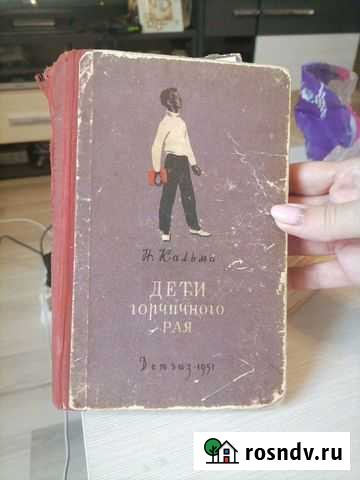 Н. Кальма
ДЕТИ
горчичного
РАЯ
Детгиз·1951
rosndv.ru